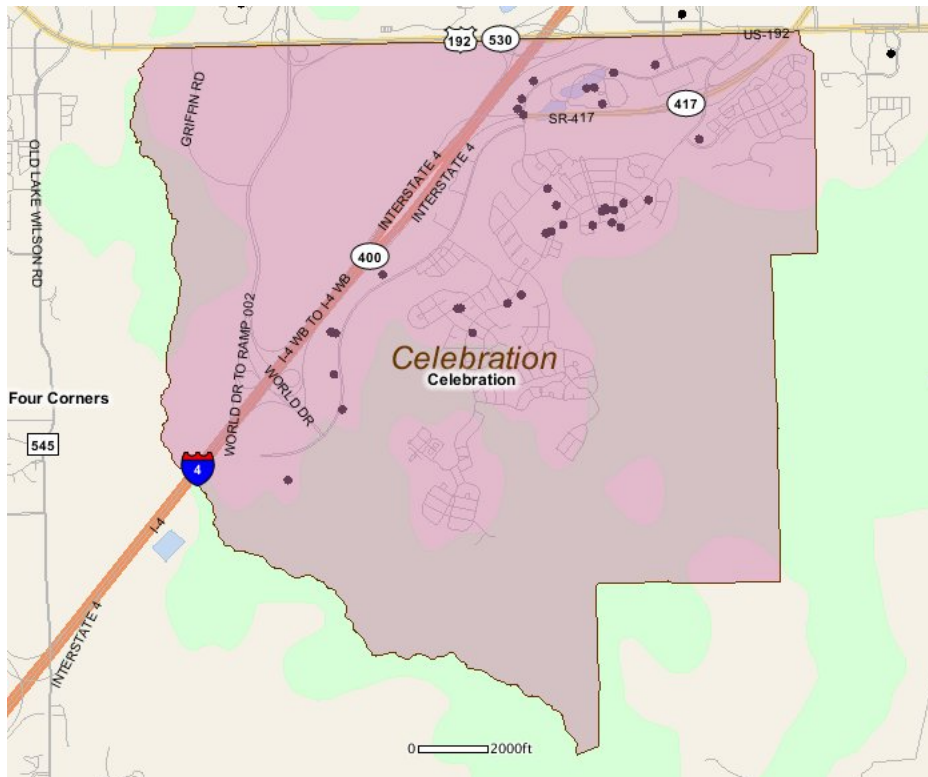 192
530
US-192
GRIFFIN RD
417
SR-417
OLD LAKE WILSON RD
INTERSTATE 4
INTERSTATE 4
400
WORLD DR TO RAMP 002
I-4 WB TO I-4 WB
Celebration
Celebration
WORLD DR
Four Corners
545
4
I-4
INTERSTATE 4
0 2000ft